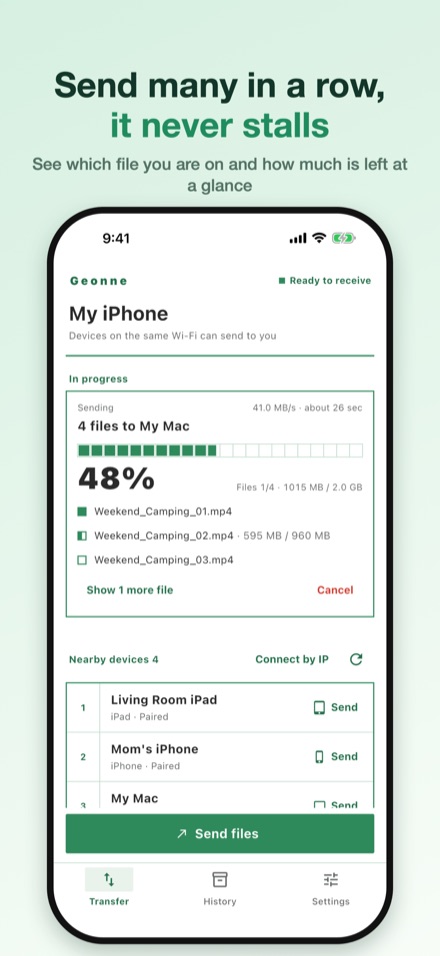 Send many in a row,
it never stalls
See which file you are on and how much is left at
a glance
9:41
Geonne
Ready to receive
My iPhone
Devices on the same Wi-Fi can send to you
In progress
Sending
41.0 MB/s · about 26 sec
4 files to My Mac
48%
Files 1/4 · 1015 MB / 2.0 GB
Weekend_Camping_01.mp4
Weekend_Camping_02.mp4 · 595 MB / 960 MB
Weekend_Camping_03.mp4
Show 1 more file
Cancel
Nearby devices 4
Connect by IP
1
Living Room iPad
iPad · Paired
Send
2
Mom's iPhone
iPhone · Paired
Send
3
My Mac
Send
Send files
Transfer
History
Settings